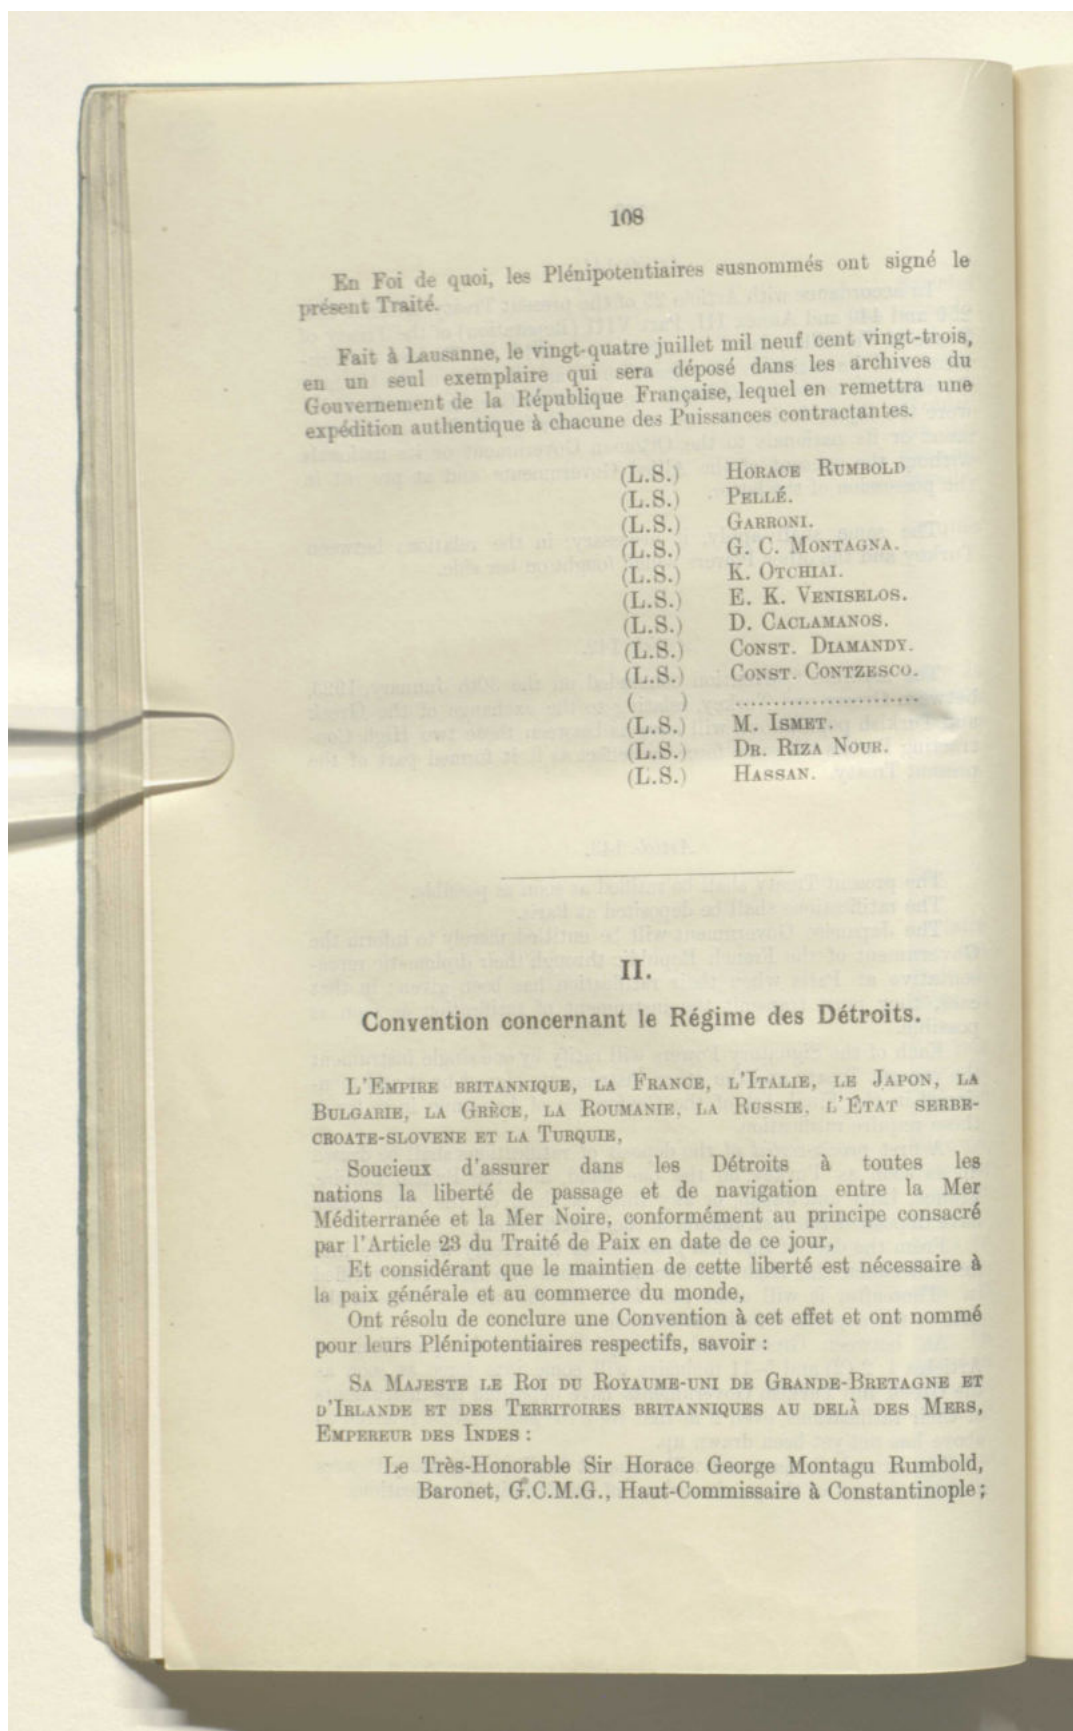 108
En Foi de quoi, les Plénipotentiaires susnommés ont signé le
présent Traité.
Fait à Lausanne, le vingt-quatre juillet mil neuf cent vingt-trois,
en un seul exemplaire qui sera déposé dans les archives du
Gouvernement de la République Française, lequel en remettra une
expédition authentique à chacune des Puissances contractantes.
(L.S.) HORACE RUMBOLD
(L.S.) PELLÉ.
(L.S.) GARRONI.
(L.S.) G. C. MONTAGNA.
(L.S.) K. OTCHIAI.
(L.S.) E. K. VENISELOS.
(L.S.) D. CACLAMANOS.
(L.S.) CONST. DIAMANDY.
(L.S.) CONST. CONTZESCO.
( ) ........................
(L.S.) M. ISMET.
(L.S.) DR. RIZA NOUR.
(L.S.) HASSAN.
II.
Convention concernant le Régime des Détroits.
L'EMPIRE BRITANNIQUE, LA FRANCE, L'ITALIE, LE JAPON, LA
BULGARIE, LA GRÈCE, LA ROUMANIE, LA RUSSIE, L'ÉTAT SERBE-
CROATE-SLOVENE ET LA TURQUIE,
Soucieux d'assurer dans les Détroits à toutes les
nations la liberté de passage et de navigation entre la Mer
Méditerranée et la Mer Noire, conformément au principe consacré
par l'Article 23 du Traité de Paix en date de ce jour,
Et considérant que le maintien de cette liberté est nécessaire à
la paix générale et au commerce du monde,
Ont résolu de conclure une Convention à cet effet et ont nommé
pour leurs Plénipotentiaires respectifs, savoir :
SA MAJESTE LE ROI DU ROYAUME-UNI DE GRANDE-BRETAGNE ET
D'IRLANDE ET DES TERRITOIRES BRITANNIQUES AU DELÀ DES MERS,
EMPEREUR DES INDES :
Le Très-Honorable Sir Horace George Montagu Rumbold,
Baronet, G.C.M.G., Haut-Commissaire à Constantinople ;